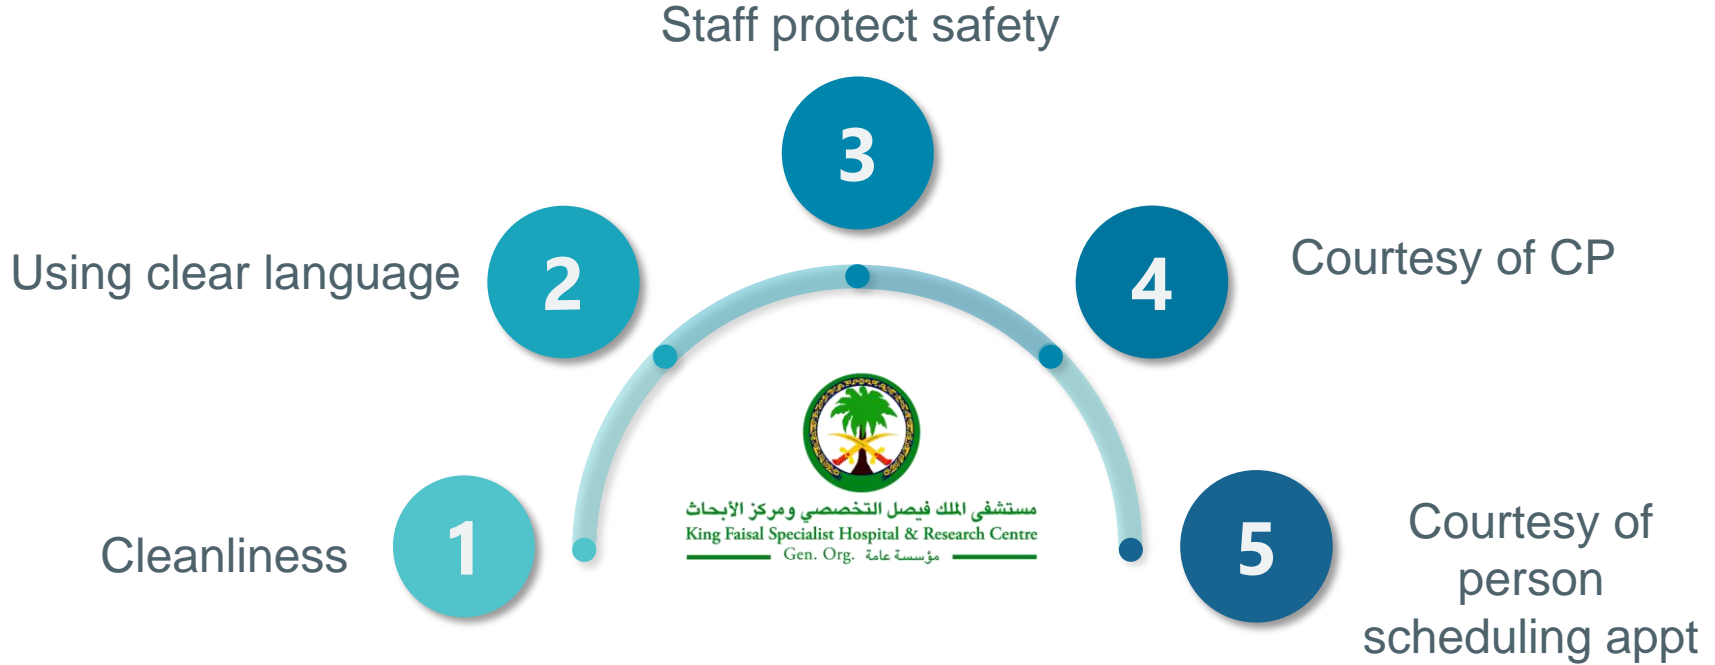 Staff protect safety
3
Using clear language
2
4
Courtesy of CP
مستشفى الملك فيصل التخصصي ومركز الأبحاث
King Faisal Specialist Hospital & Research Centre
Gen. Org. مؤسسة عامة
Cleanliness
1
5
Courtesy of
person
scheduling appt